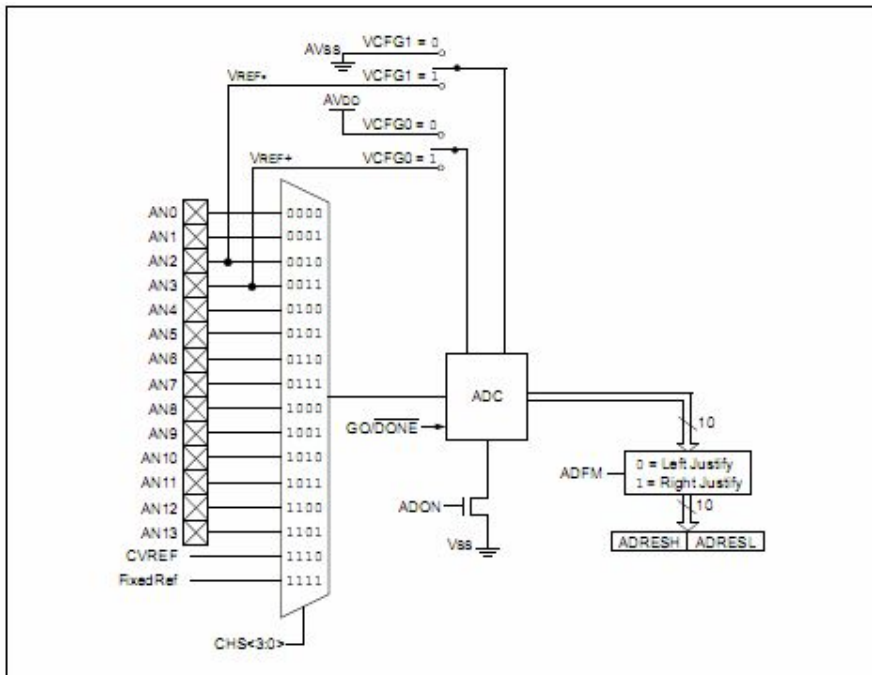 AVSS
VCFG1 = 0
VREF-
VCFG1 = 1
AVDD
VCFG0 = 0
VREF+
VCFG0 = 1
AN0
0000
AN1
0001
AN2
0010
AN3
0011
AN4
0100
AN5
0101
AN6
0110
AN7
0111
AN8
1000
AN9
1001
AN10
1010
AN11
1011
AN12
1100
AN13
1101
CVREF
1110
FixedRef
1111
CHS<3:0>
ADC
GO/DONE
ADON
VSS
10
ADFM
0 = Left Justify
1 = Right Justify
10
ADRESH ADRESL